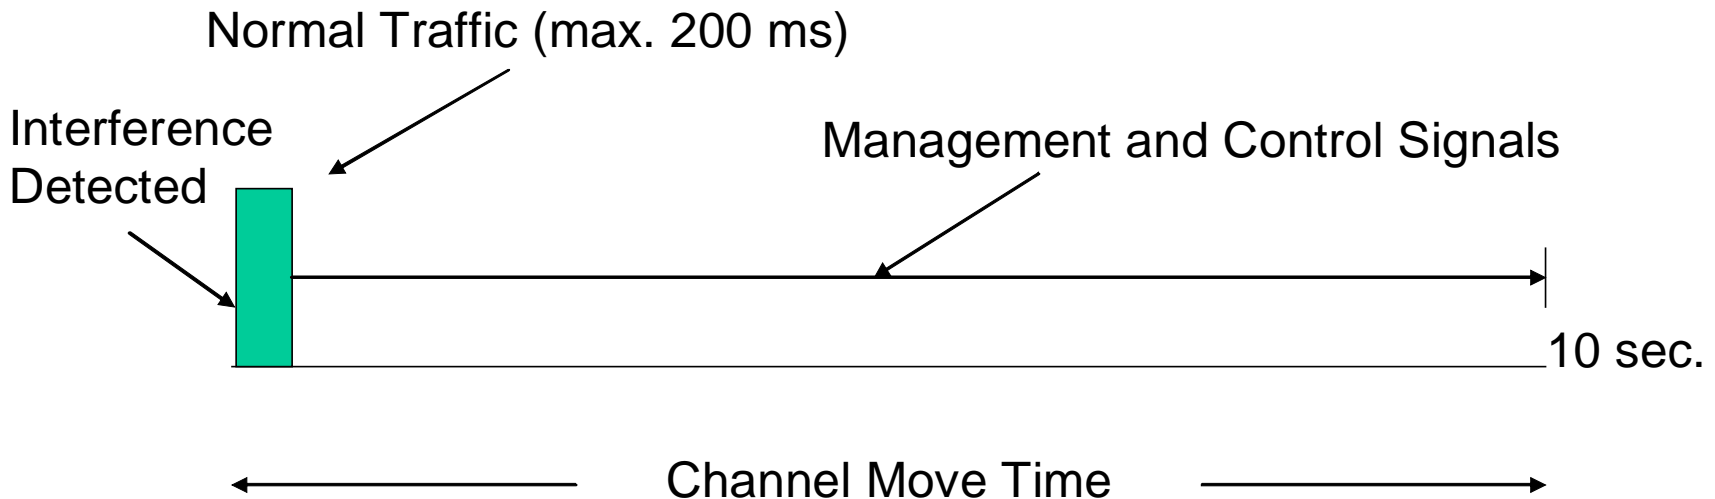 Normal Traffic (max. 200 ms)
Interference
Detected
Management and Control Signals
10 sec.
Channel Move Time